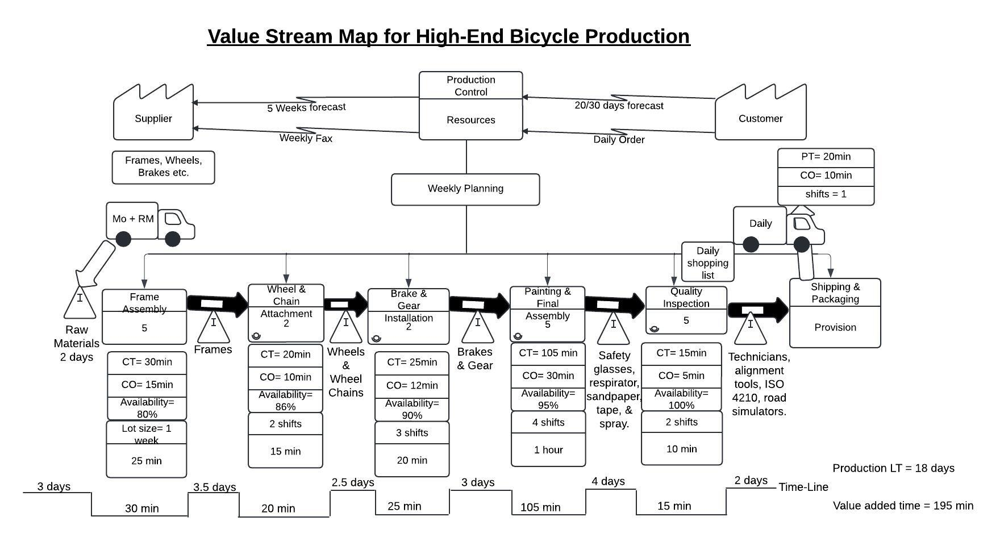 Value Stream Map for High-End Bicycle Production
Production
Control
Resources
Supplier
5 Weeks forecast
Weekly Fax
20/30 days forecast
Daily Order
Customer
Frames, Wheels,
Brakes etc.
Weekly Planning
PT= 20min
CO= 10min
shifts = 1
Mo + RM
Daily
Daily
shopping
list
I
Raw
Materials
2 days
Frame
Assembly
5
CT= 30min
CO= 15min
Availability=
80%
Lot size= 1
week
25 min
I
Frames
Wheel &
Chain
Attachment
2
CT= 20min
CO= 10min
Availability=
86%
2 shifts
15 min
I
Wheels
&
Wheel
Chains
Brake &
Gear
Installation
2
CT= 25min
CO= 12min
Availability=
90%
3 shifts
20 min
I
Brakes
& Gear
Painting &
Final
Assembly
5
CT= 105 min
CO= 30min
Availability=
95%
4 shifts
1 hour
I
Safety
glasses,
respirator,
sandpaper,
tape, &
spray.
Quality
Inspection
5
CT= 15min
CO= 5min
Availability=
100%
2 shifts
10 min
I
Technicians,
alignment
tools, ISO
4210, road
simulators.
Shipping &
Packaging
Provision
3 days
30 min
3.5 days
20 min
2.5 days
25 min
3 days
105 min
4 days
15 min
2 days
Time-Line
Production LT = 18 days
Value added time = 195 min